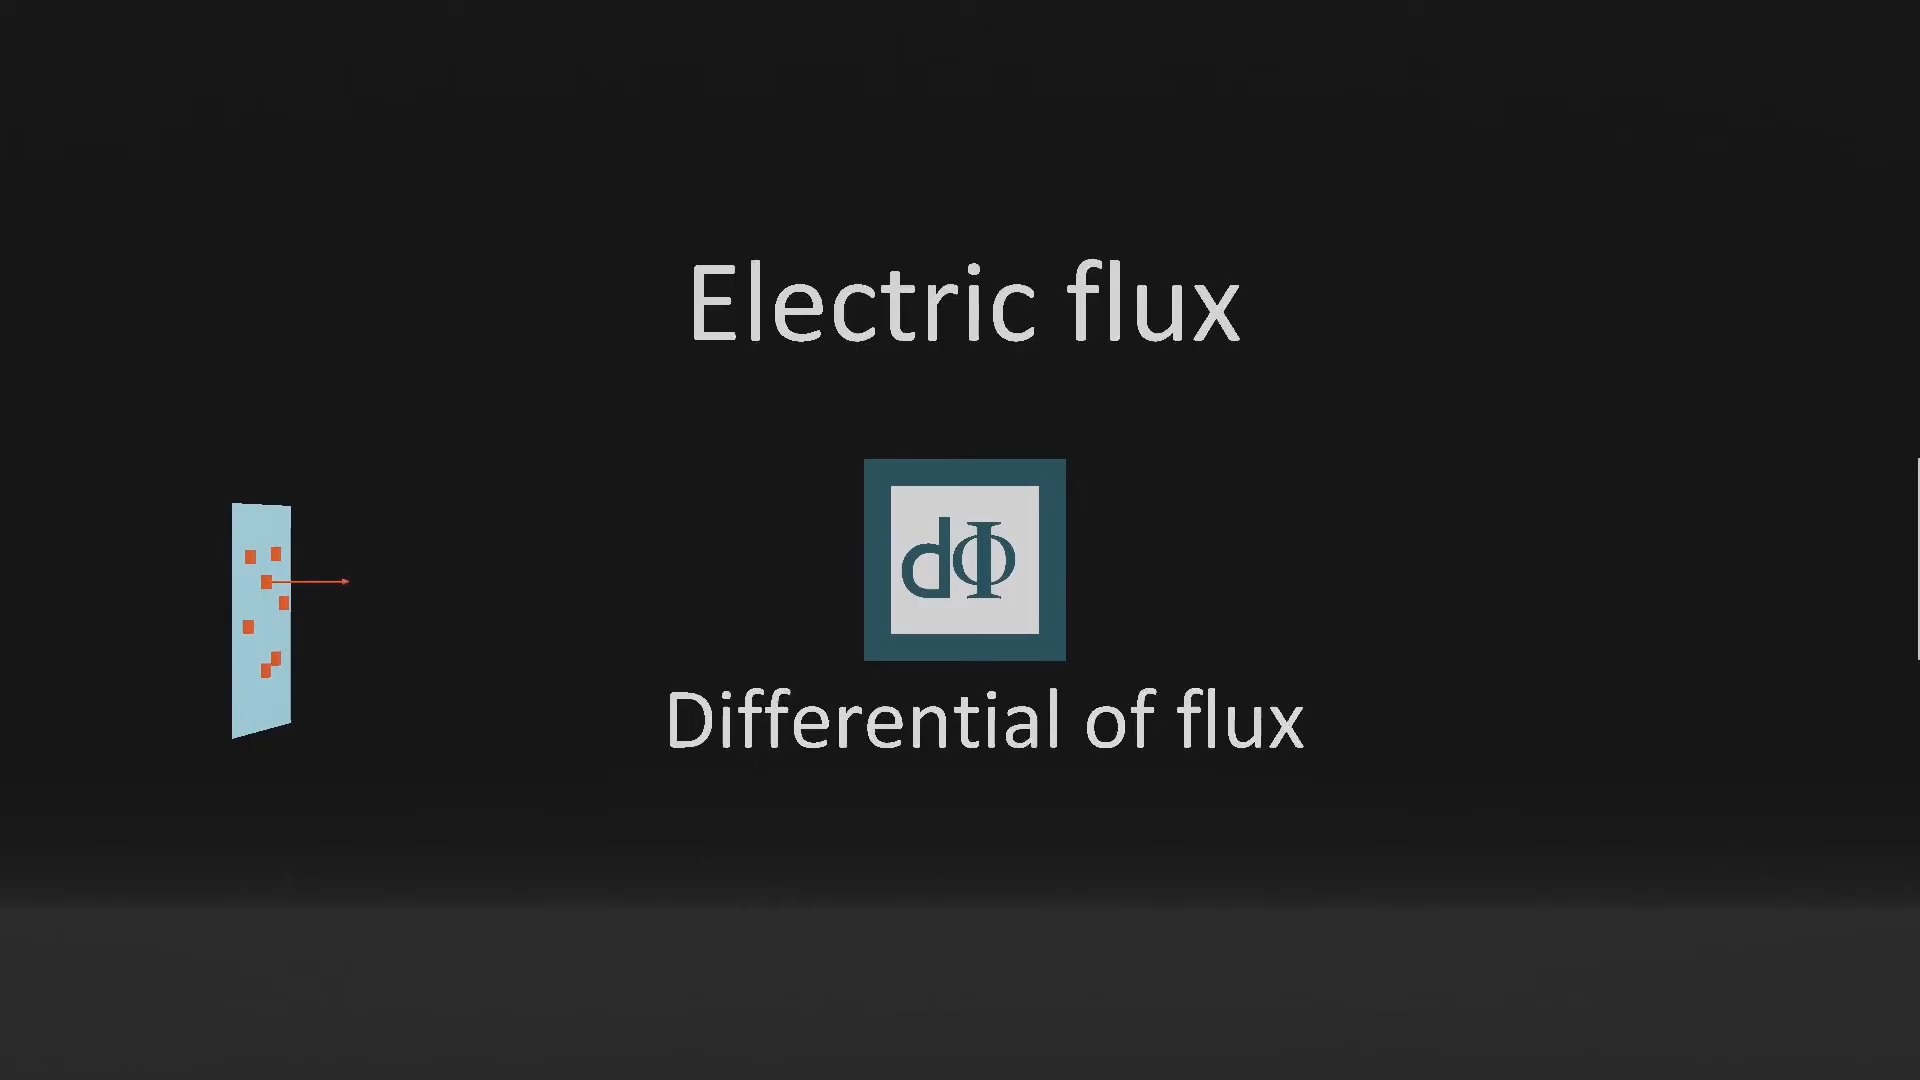 Electric flux
dΦ
Differential of flux